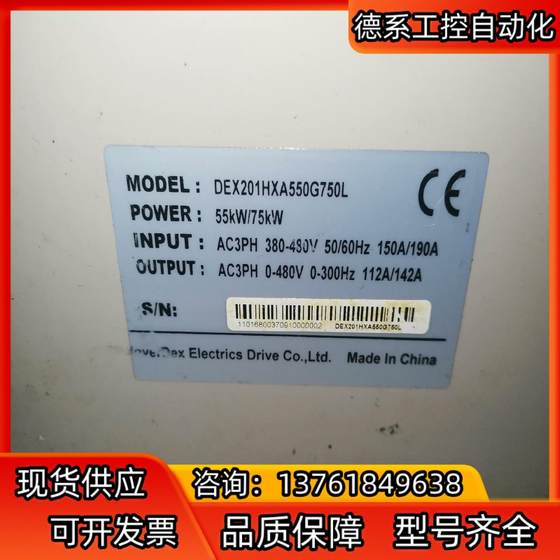 德系工控自动化
MODEL : DEX201HXA550G750L
POWER : 55kW/75kW
INPUT : AC3PH 380-480V 50/60Hz 150A/190A
OUTPUT : AC3PH 0-480V 0-300Hz 112A/142A
S/N:
11016800370910000002 DEX201HXA550G750L
Electrics Drive Co.,Ltd. Made In China
CE
现货供应 咨询：13761849638
可开发票 品质保障 型号齐全